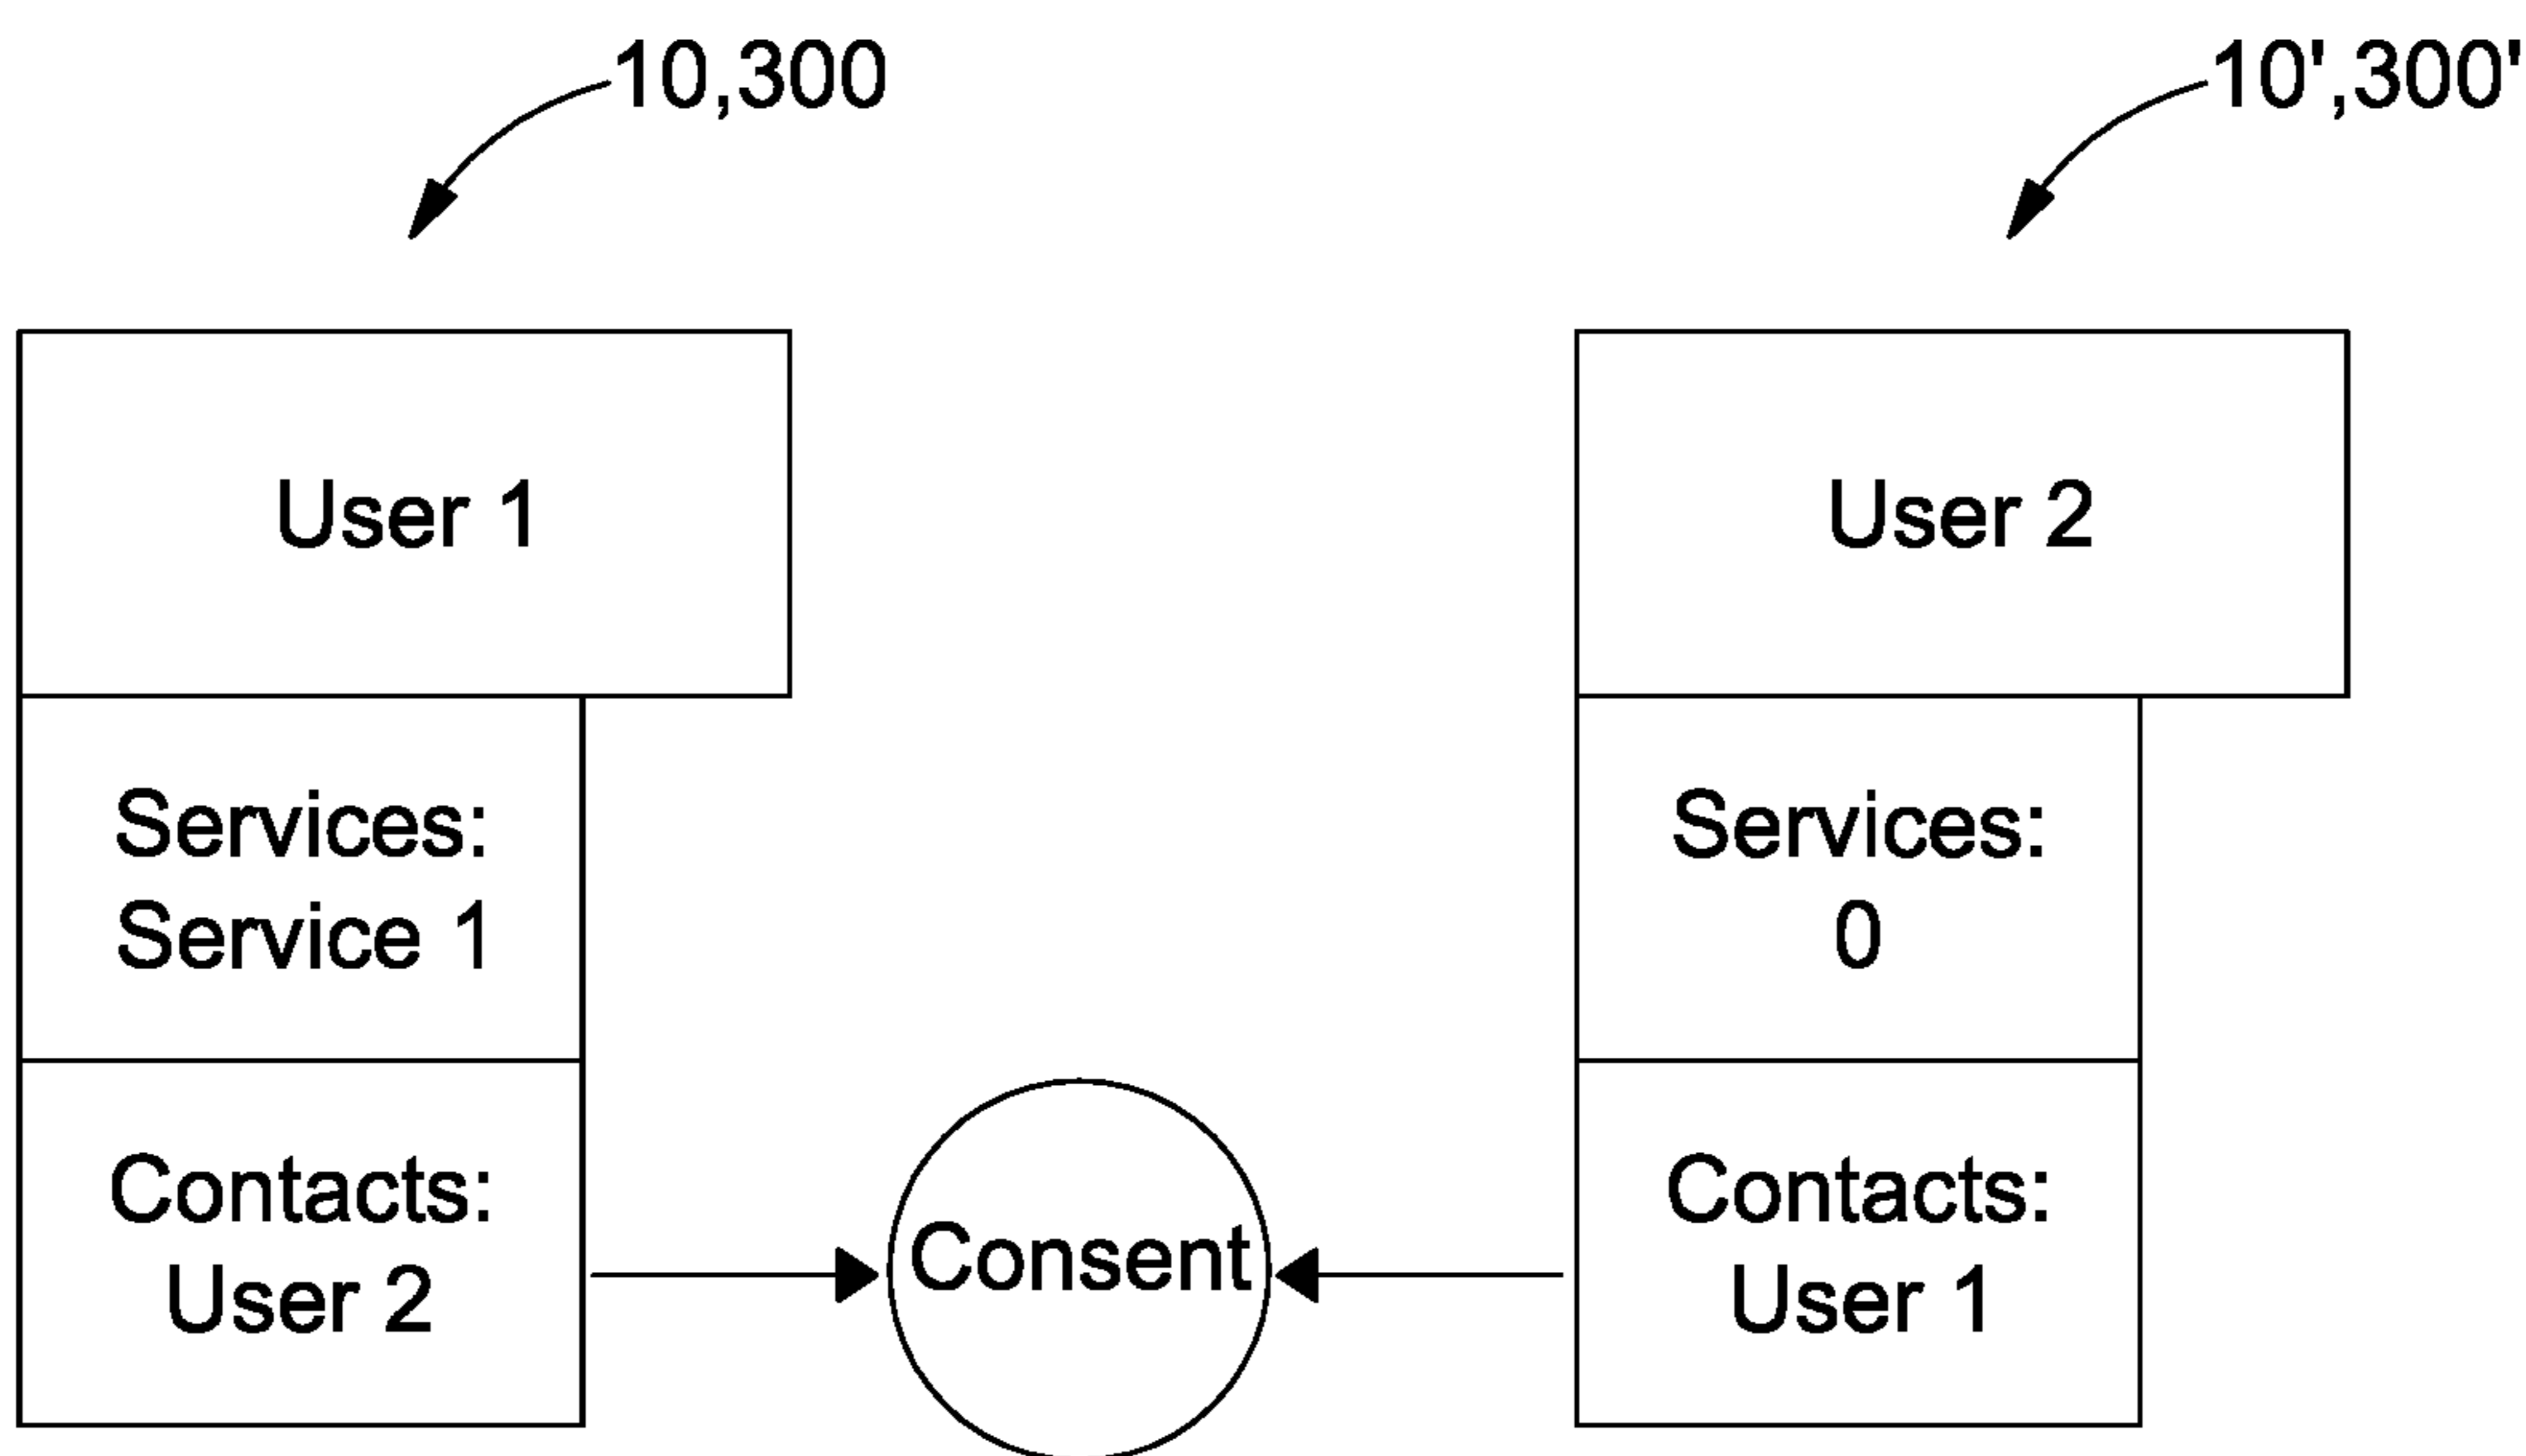 10,300
10',300'
User 1
User 2
Services:
Service 1
Services:
0
Contacts:
User 2
Consent
Contacts:
User 1